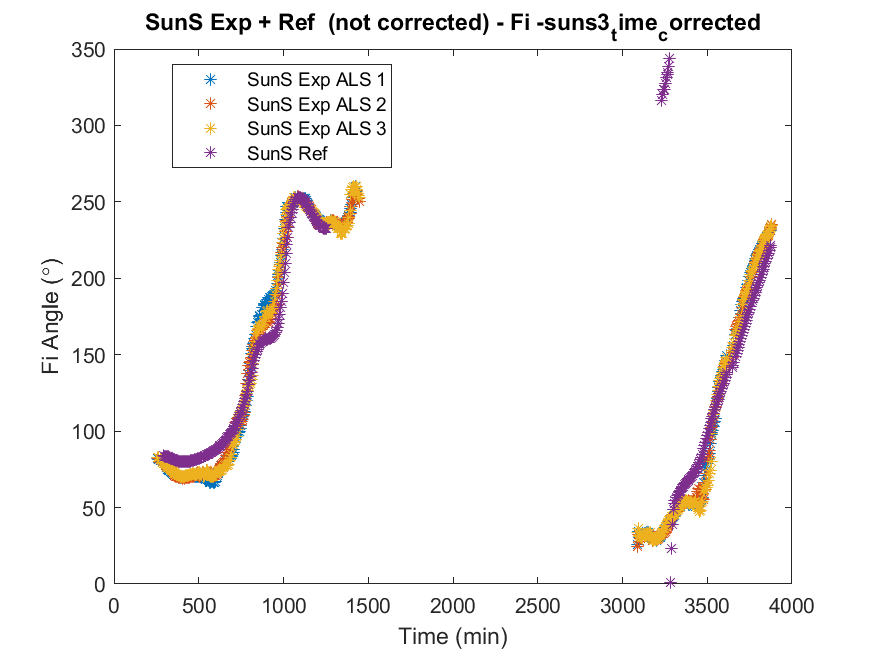 SunS Exp + Ref (not corrected) - Fi -suns3_time_corrected
350
300
250
200
150
100
50
0
Fi Angle (°)
SunS Exp ALS 1
SunS Exp ALS 2
SunS Exp ALS 3
SunS Ref
0 500 1000 1500 2000 2500 3000 3500 4000
Time (min)